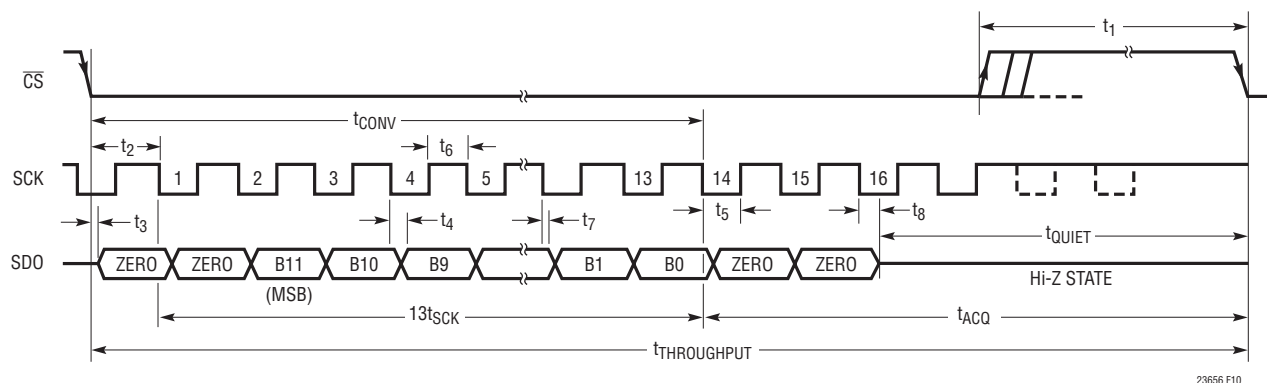 t1
CS
tCONV
t2 t6
SCK 1 2 3 4 5 13 14 15 16
t3 t4 t7 t5 t8
tQUIET
SDO ZERO ZERO B11 B10 B9 B1 B0 ZERO ZERO
(MSB) Hi-Z STATE
13tSCK tACQ
tTHROUGHPUT
23656 F10